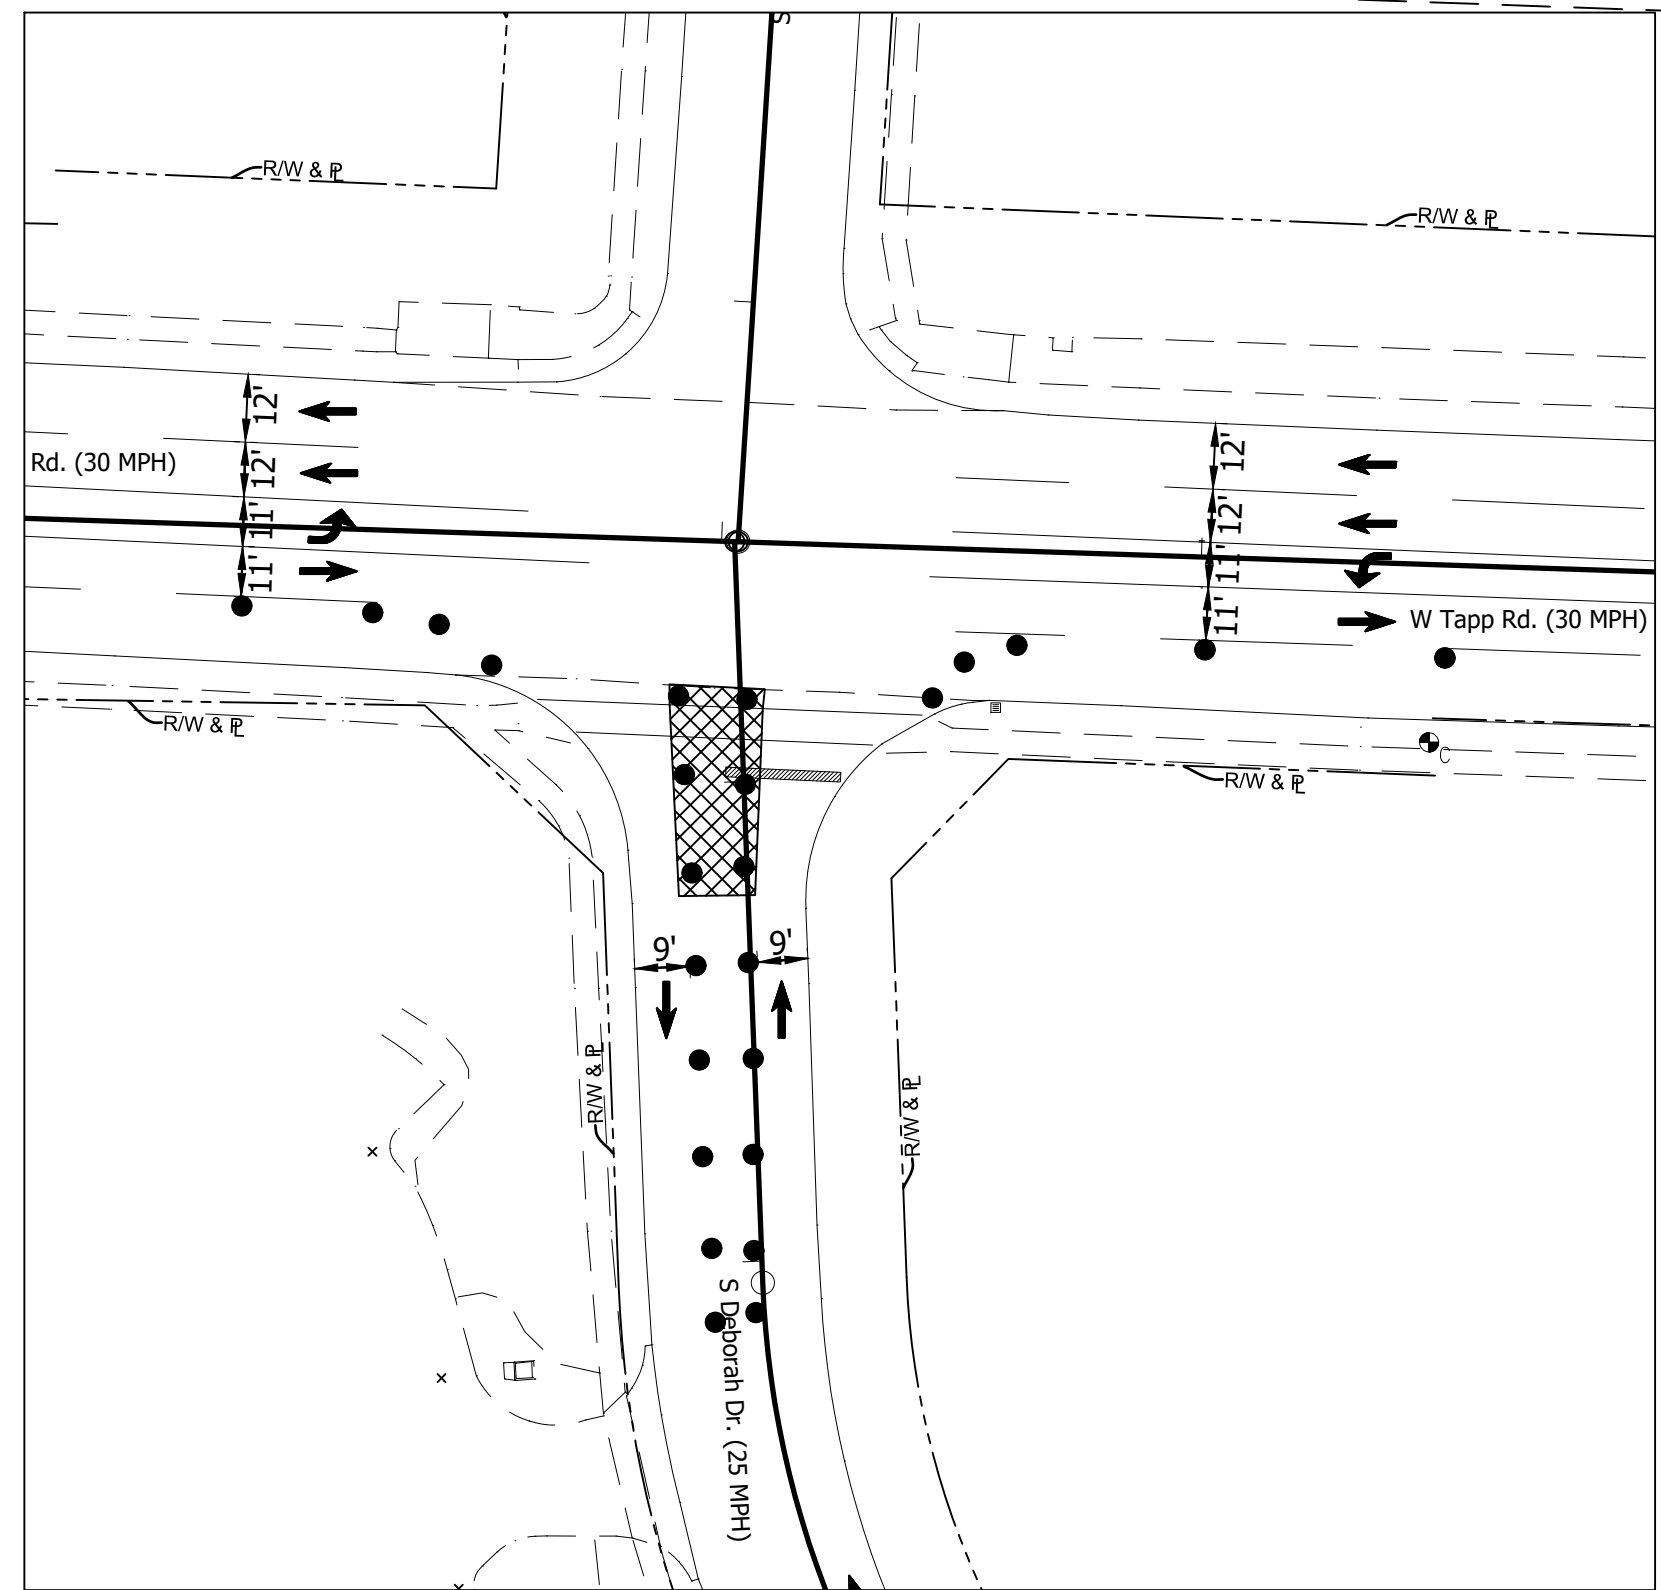 S
R/W & PL
R/W & PL
12'
12'
Rd. (30 MPH)
12'
12'
11'
11'
11'
11'
W Tapp Rd. (30 MPH)
R/W & PL
R/W & PL
C
9'
9'
R/W & PL
R/W & PL
S Deborah Dr. (25 MPH)